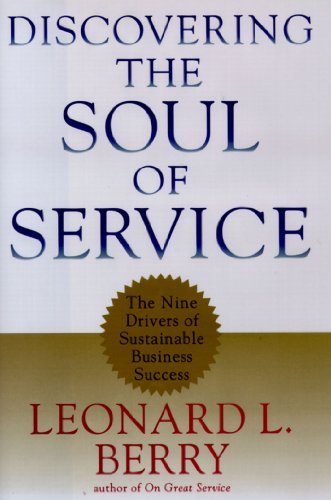 DISCOVERING
THE
SOUL
OF
SERVICE
The Nine
Drivers of
Sustainable
Business
Success
LEONARD L.
BERRY
author of On Great Service